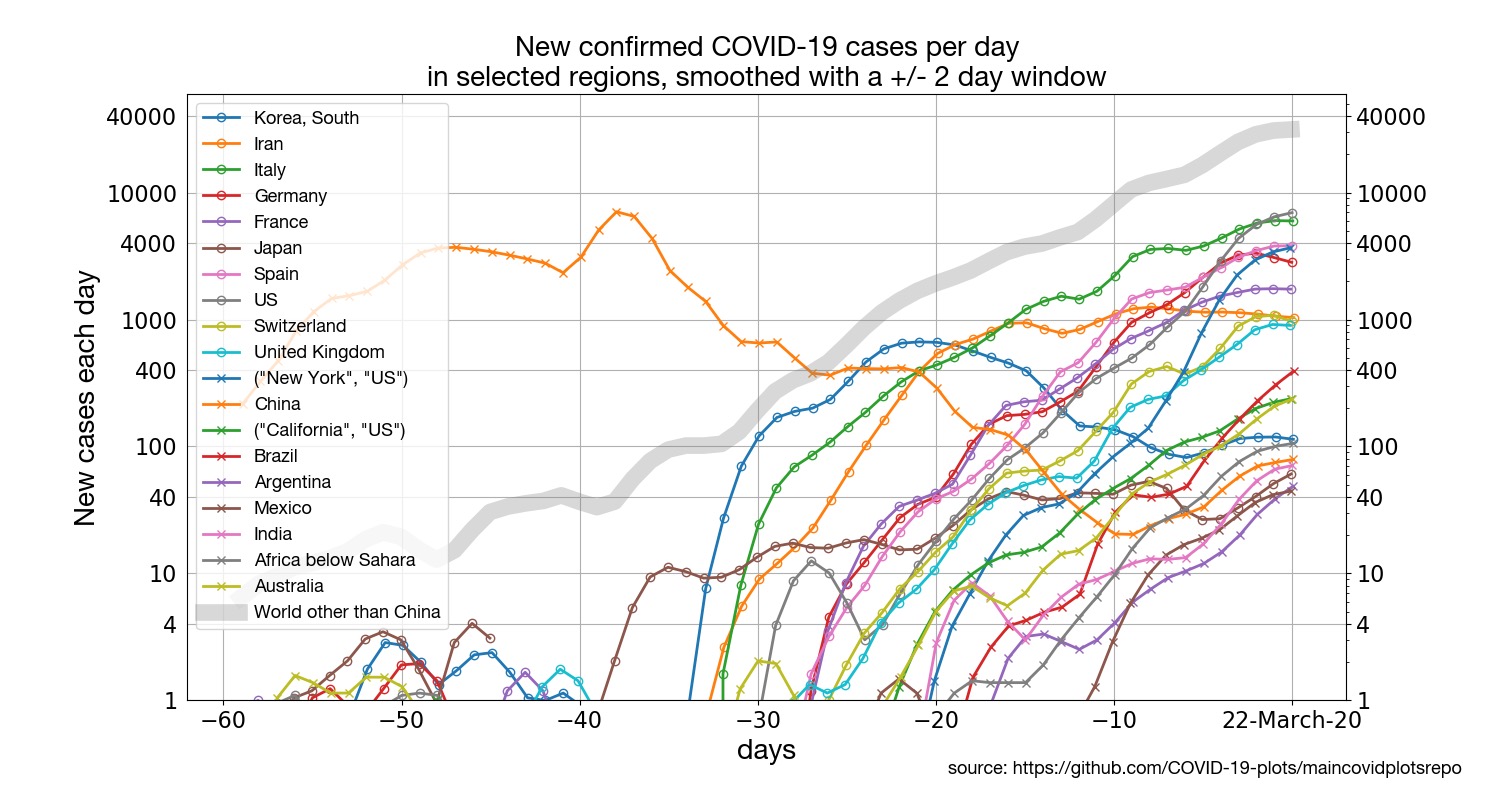 New confirmed COVID-19 cases per day
in selected regions, smoothed with a +/- 2 day window
New cases each day
40000
10000
4000
1000
400
100
40
10
4
1
Korea, South
Iran
Italy
Germany
France
Japan
Spain
US
Switzerland
United Kingdom
("New York", "US")
China
("California", "US")
Brazil
Argentina
Mexico
India
Africa below Sahara
Australia
World other than China
40000
10000
4000
1000
400
100
40
10
4
1
−60 −50 −40 −30 −20 −10 22-March-20
days
source: https://github.com/COVID-19-plots/maincovidplotsrepo